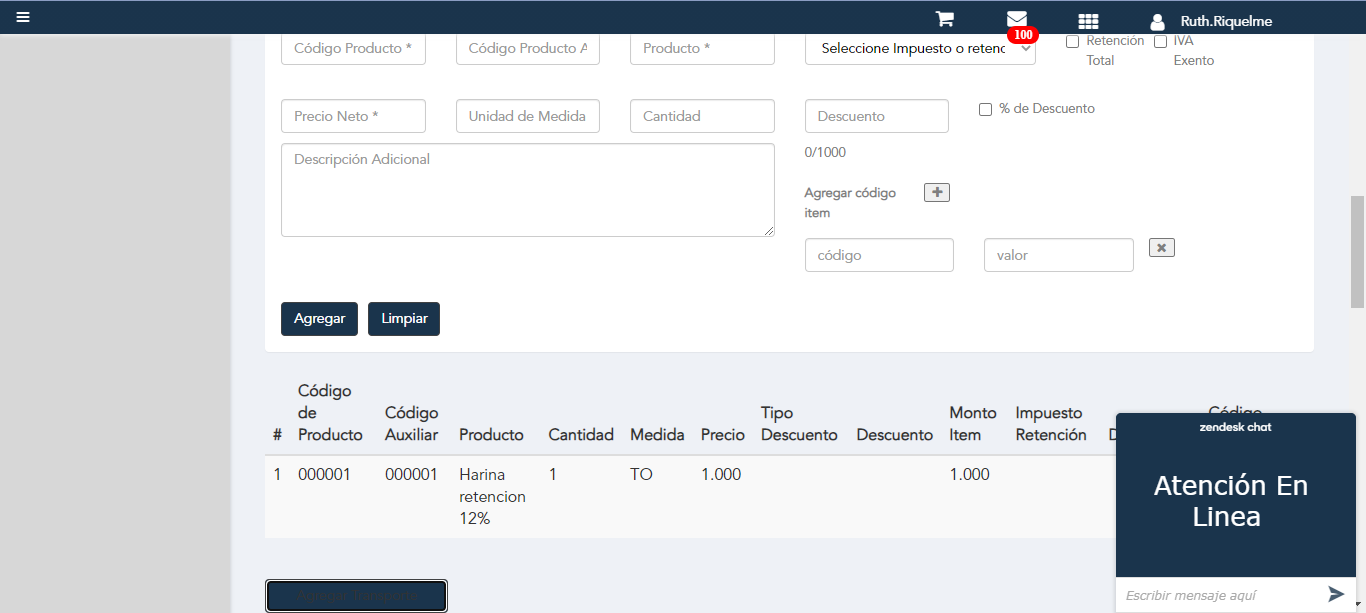 100
Ruth.Riquelme
Código Producto *
Código Producto A
Producto *
Seleccione Impuesto o retenc
Retención
Total
IVA
Exento
Precio Neto *
Unidad de Medida
Cantidad
Descuento
% de Descuento
Descripción Adicional
0/1000
Agregar código
item
código
valor
Agregar
Limpiar
#
Código
de
Producto
Código
Auxiliar
Producto
Cantidad
Medida
Precio
Tipo
Descuento
Descuento
Monto
Item
Impuesto
Retención
Código
1 000001 000001 Harina 1 TO 1.000 1.000
retencion
12%
zendesk chat
Atención En
Linea
Escribir mensaje aquí